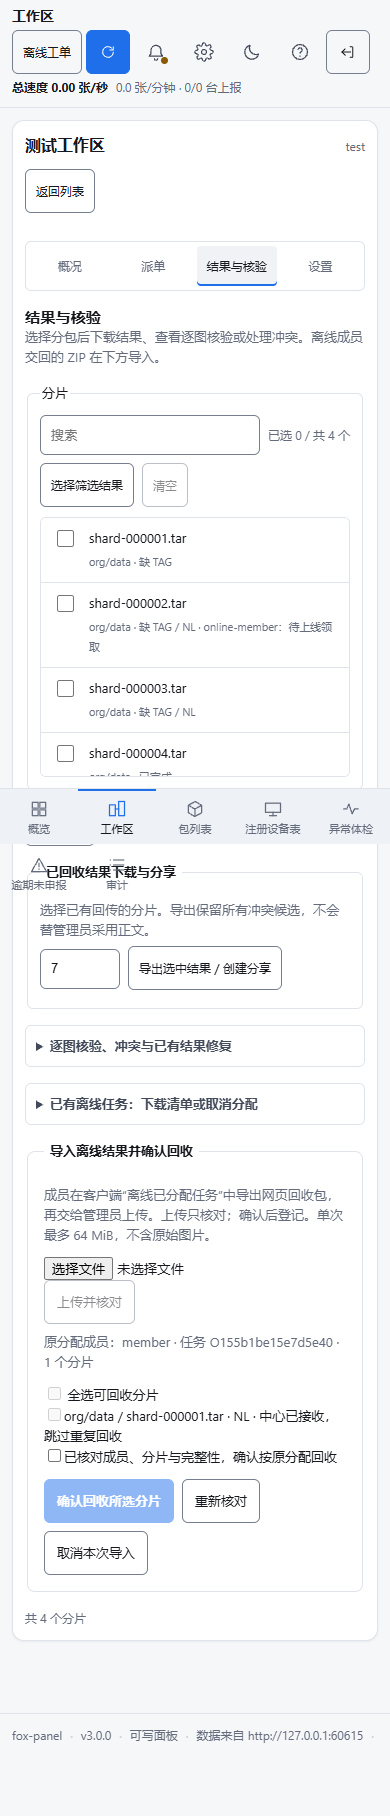 工作区
离线工单
总速度 0.00 张/秒 0.0 张/分钟 · 0/0 台上报
测试工作区
test
返回列表
概况 派单 结果与核验 设置
结果与核验
选择分包后下载结果、查看逐图核验或处理冲突。离线成员
交回的 ZIP 在下方导入。
分片
搜索
已选 0 / 共 4 个
选择筛选结果 清空
shard-000001.tar
org/data · 缺 TAG
shard-000002.tar
org/data · 缺 TAG / NL · online-member：待上线领
取
shard-000003.tar
org/data · 缺 TAG / NL
shard-000004.tar
org/data · 已完成
概览 工作区 包列表 注册设备表 异常体检
已回收结果下载与分享
逾期未申报 审计
选择已有回传的分片。导出保留所有冲突候选，不会
替管理员采用正文。
7 导出选中结果 / 创建分享
▶ 逐图核验、冲突与已有结果修复
▶ 已有离线任务：下载清单或取消分配
导入离线结果并确认回收
成员在客户端“离线已分配任务”中导出网页回收包，
再交给管理员上传。上传只核对；确认后登记。单次
最多 64 MiB，不含原始图片。
选择文件 未选择文件
上传并核对
原分配成员：member · 任务 O155b1be15e7d5e40 ·
1 个分片
全选可回收分片
org/data / shard-000001.tar · NL · 中心已接收，
跳过重复回收
已核对成员、分片与完整性，确认按原分配回收
确认回收所选分片 重新核对
取消本次导入
共 4 个分片
fox-panel · v3.0.0 · 可写面板 · 数据来自 http://127.0.0.1:60615 ·